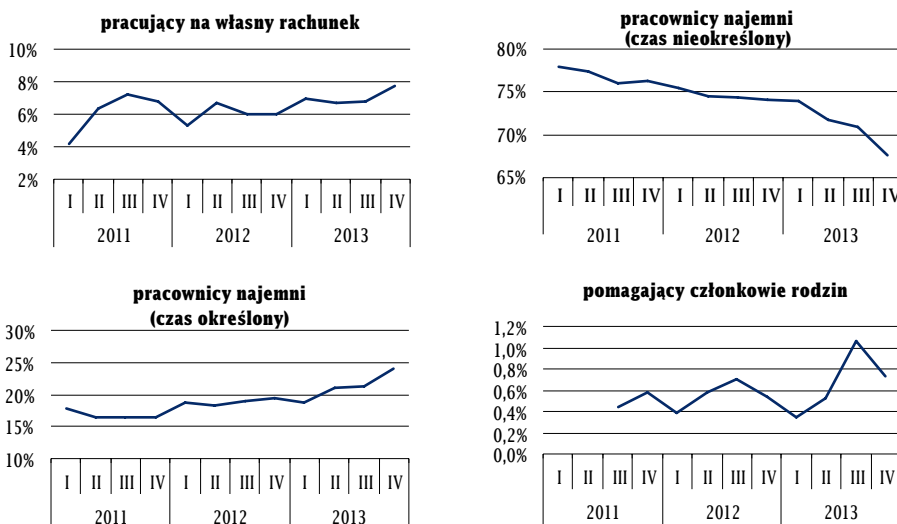 pracujący na własny rachunek
10%
8%
6%
4%
2%
I II III IV I II III IV I II III IV
2011 2012 2013
pracownicy najemni
(czas nieokreślony)
80%
75%
70%
65%
I II III IV I II III IV I II III IV
2011 2012 2013
pracownicy najemni
(czas określony)
30%
25%
20%
15%
10%
I II III IV I II III IV I II III IV
2011 2012 2013
pomagający członkowie rodzin
1,2%
1,0%
0,8%
0,6%
0,4%
0,2%
0,0%
I II III IV I II III IV I II III IV
2011 2012 2013